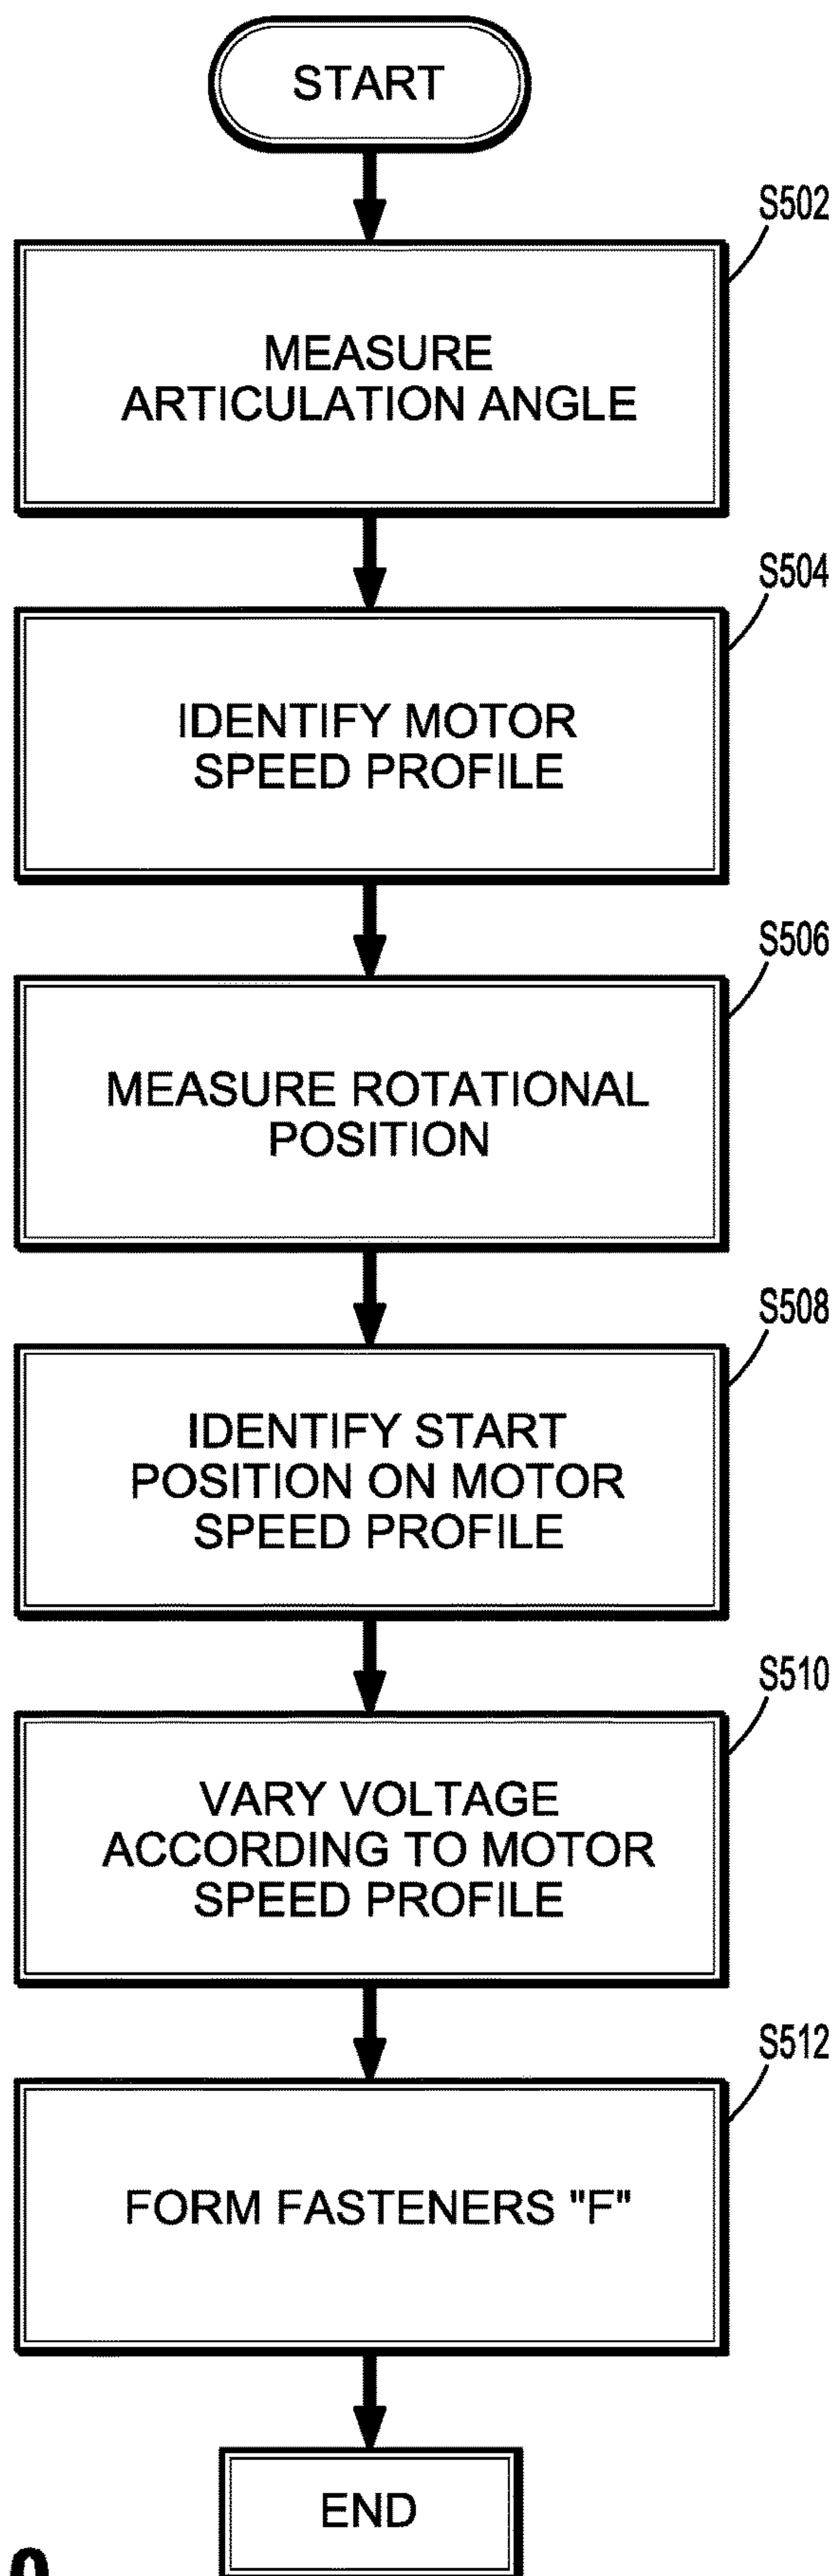 START
S502
MEASURE
ARTICULATION ANGLE
S504
IDENTIFY MOTOR
SPEED PROFILE
S506
MEASURE ROTATIONAL
POSITION
S508
IDENTIFY START
POSITION ON MOTOR
SPEED PROFILE
S510
VARY VOLTAGE
ACCORDING TO MOTOR
SPEED PROFILE
S512
FORM FASTENERS "F"
END